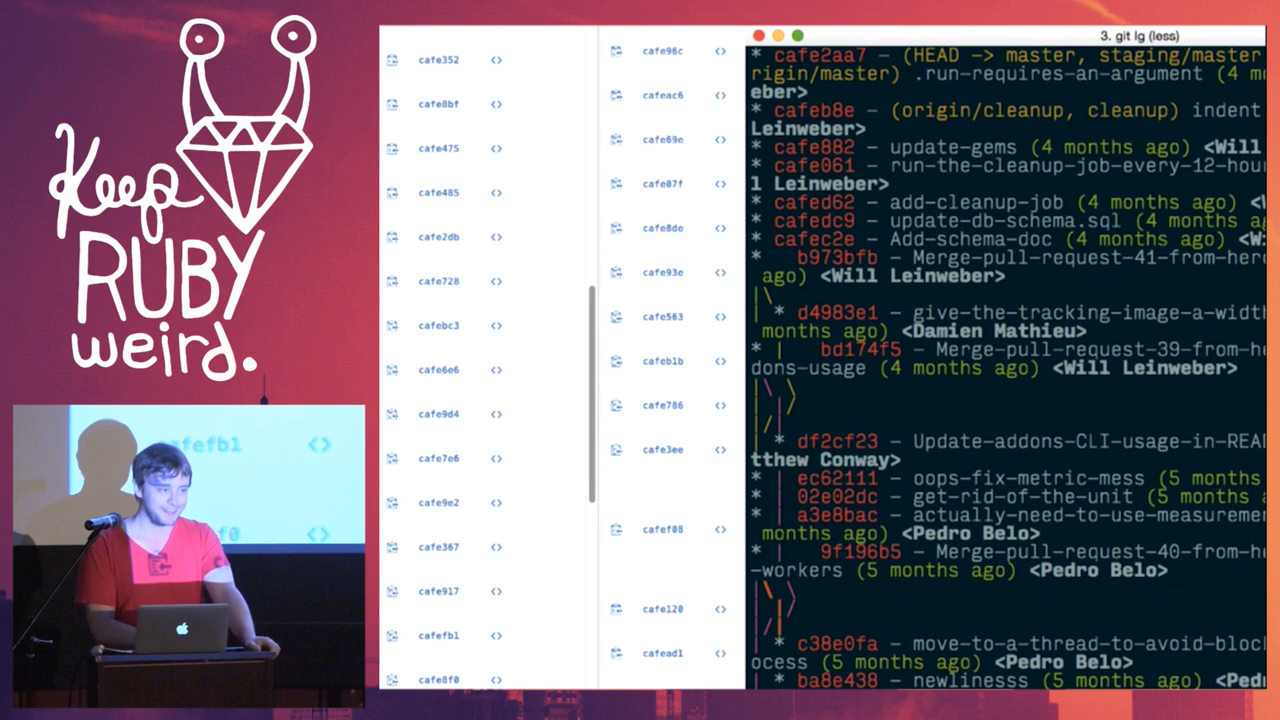 Keep
RUBY
weird.
cafefb1 <>
f0 <>
cafe352 <>
cafe8bf <>
cafe475 <>
cafe485 <>
cafe2db <>
cafe728 <>
cafebc3 <>
cafe6e6 <>
cafe9d4 <>
cafe7e6 <>
cafe9e2 <>
cafe367 <>
cafe917 <>
cafefb1 <>
cafe8f0 <>
cafe96c <>
cafeac6 <>
cafe69e <>
cafe07f <>
cafe8de <>
cafe93e <>
cafe563 <>
cafeb1b <>
cafe786 <>
cafe3ee <>
cafef08 <>
cafe120 <>
cafead1 <>
3. git lg (less)
* cafe2aa7 – (HEAD -> master, staging/master
rigin/master) .run-requires-an-argument (4 m
eber>
* cafeb8e – (origin/cleanup, cleanup) indent
Leinweber>
* cafe882 – update-gems (4 months ago) <Will
* cafe061 – run-the-cleanup-job-every-12-hou
l Leinweber>
* cafed62 – add-cleanup-job (4 months ago) <W
* cafedc9 – update-db-schema.sql (4 months a
* cafec2e – Add-schema-doc (4 months ago) <W
* b973bfb – Merge-pull-request-41-from-her
ago) <Will Leinweber>
|\
| * d4983e1 – give-the-tracking-image-a-widt
months ago) <Damien Mathieu>
* | bd174f5 – Merge-pull-request-39-from-he
dons-usage (4 months ago) <Will Leinweber>
|\ \
| /
|/|
| * df2cf23 – Update-addons-CLI-usage-in-REA
tthew Conway>
* | ec62111 – oops-fix-metric-mess (5 months
* | 02e02dc – get-rid-of-the-unit (5 months
* | a3e8bac – actually-need-to-use-measureme
months ago) <Pedro Belo>
* | 9f196b5 – Merge-pull-request-40-from-he
-workers (5 months ago) <Pedro Belo>
|\ \
| | /
|/|
| * c38e0fa – move-to-a-thread-to-avoid-bloc
ocess (5 months ago) <Pedro Belo>
| * ba8e438 – newlinesss (5 months ago) <Ped